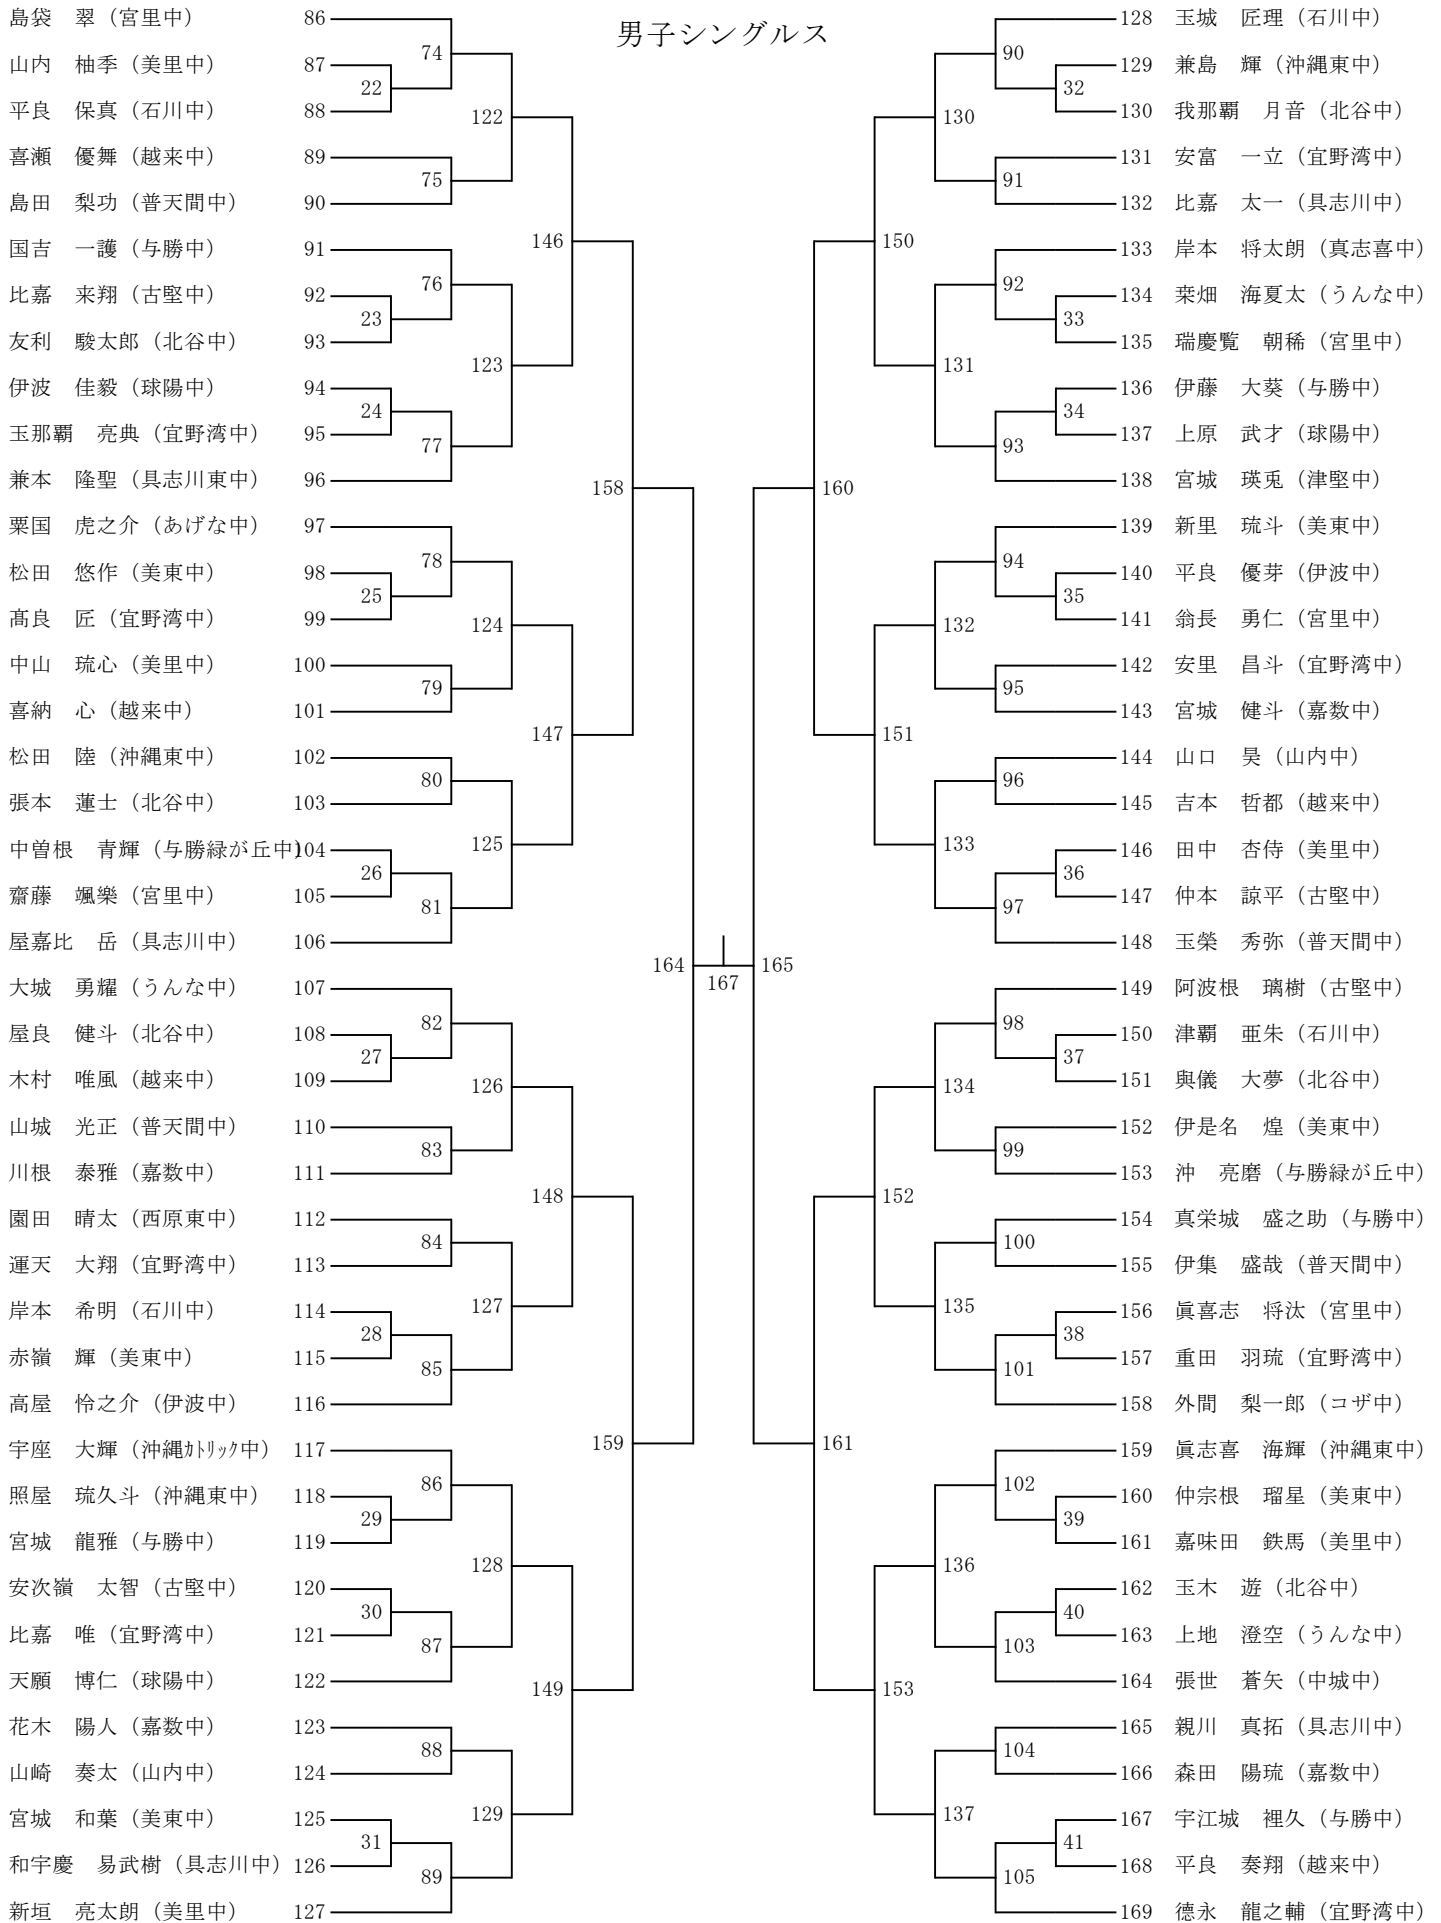 男子シングルス
島袋　翠（宮里中） 86
山内　柚季（美里中） 87
平良　保真（石川中） 88
喜瀬　優舞（越来中） 89
島田　梨功（普天間中） 90
国吉　一護（与勝中） 91
比嘉　来翔（古堅中） 92
友利　駿太郎（北谷中） 93
伊波　佳毅（球陽中） 94
玉那覇　亮典（宜野湾中） 95
兼本　隆聖（具志川東中） 96
粟国　虎之介（あげな中） 97
松田　悠作（美東中） 98
髙良　匠（宜野湾中） 99
中山　琉心（美里中） 100
喜納　心（越来中） 101
松田　陸（沖縄東中） 102
張本　蓮士（北谷中） 103
中曽根　青輝（与勝緑が丘中） 104
齋藤　颯樂（宮里中） 105
屋嘉比　岳（具志川中） 106
大城　勇耀（うんな中） 107
屋良　健斗（北谷中） 108
木村　唯風（越来中） 109
山城　光正（普天間中） 110
川根　泰雅（嘉数中） 111
園田　晴太（西原東中） 112
運天　大翔（宜野湾中） 113
岸本　希明（石川中） 114
赤嶺　輝（美東中） 115
高屋　怜之介（伊波中） 116
宇座　大輝（沖縄ｶﾄﾘｯｸ中） 117
照屋　琉久斗（沖縄東中） 118
宮城　龍雅（与勝中） 119
安次嶺　太智（古堅中） 120
比嘉　唯（宜野湾中） 121
天願　博仁（球陽中） 122
花木　陽人（嘉数中） 123
山崎　奏太（山内中） 124
宮城　和葉（美東中） 125
和宇慶　易武樹（具志川中） 126
新垣　亮太朗（美里中） 127
22
23
24
25
26
27
28
29
30
31
74
75
76
77
78
79
80
81
82
83
84
85
86
87
88
89
122
123
124
125
126
127
128
129
146
147
148
149
158
159
164
167
165
160
161
150
151
152
153
130
131
132
133
134
135
136
137
90
91
92
93
94
95
96
97
98
99
100
101
102
103
104
105
32
33
34
35
36
37
38
39
40
41
128 玉城　匠理（石川中）
129 兼島　輝（沖縄東中）
130 我那覇　月音（北谷中）
131 安富　一立（宜野湾中）
132 比嘉　太一（具志川中）
133 岸本　将太朗（真志喜中）
134 桒畑　海夏太（うんな中）
135 瑞慶覧　朝稀（宮里中）
136 伊藤　大葵（与勝中）
137 上原　武才（球陽中）
138 宮城　瑛兎（津堅中）
139 新里　琉斗（美東中）
140 平良　優芽（伊波中）
141 翁長　勇仁（宮里中）
142 安里　昌斗（宜野湾中）
143 宮城　健斗（嘉数中）
144 山口　昊（山内中）
145 吉本　哲都（越来中）
146 田中　杏侍（美里中）
147 仲本　諒平（古堅中）
148 玉榮　秀弥（普天間中）
149 阿波根　璃樹（古堅中）
150 津覇　亜朱（石川中）
151 與儀　大夢（北谷中）
152 伊是名　煌（美東中）
153 沖　亮磨（与勝緑が丘中）
154 真栄城　盛之助（与勝中）
155 伊集　盛哉（普天間中）
156 眞喜志　将汰（宮里中）
157 重田　羽琉（宜野湾中）
158 外間　梨一郎（コザ中）
159 眞志喜　海輝（沖縄東中）
160 仲宗根　瑠星（美東中）
161 嘉味田　鉄馬（美里中）
162 玉木　遊（北谷中）
163 上地　澄空（うんな中）
164 張世　蒼矢（中城中）
165 親川　真拓（具志川中）
166 森田　陽琉（嘉数中）
167 宇江城　裡久（与勝中）
168 平良　奏翔（越来中）
169 德永　龍之輔（宜野湾中）